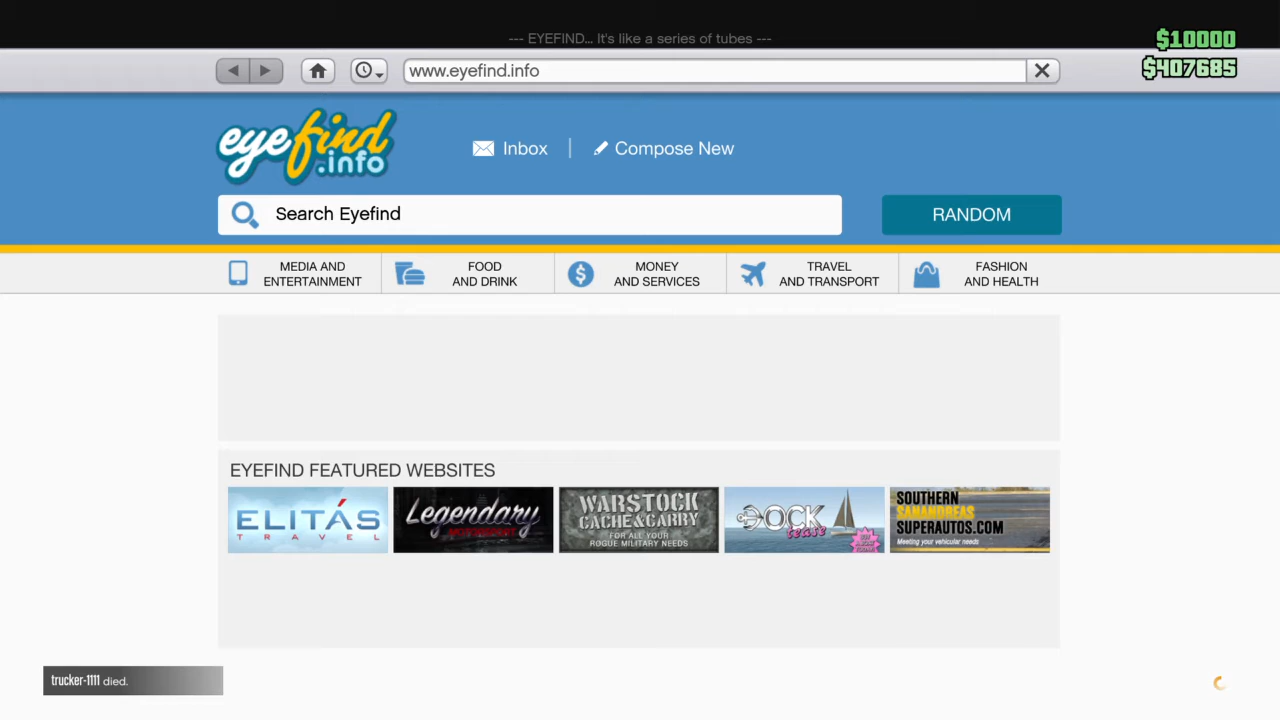 --- EYEFIND... It's like a series of tubes ---
$10000
www.eyefind.info
$407685
eyefind
.info
Inbox
Compose New
Search Eyefind
RANDOM
MEDIA AND
ENTERTAINMENT
FOOD
AND DRINK
MONEY
AND SERVICES
TRAVEL
AND TRANSPORT
FASHION
AND HEALTH
EYEFIND FEATURED WEBSITES
ELITÁS
TRAVEL
Legendary
MOTORSPORT
WARSTOCK
CACHE&CARRY
FOR ALL YOUR
ROGUE MILITARY NEEDS
DOCK
tease
SOUTHERN
SANANDREAS
SUPERAUTOS.COM
Meeting your vehicular needs
trucker-1111 died.